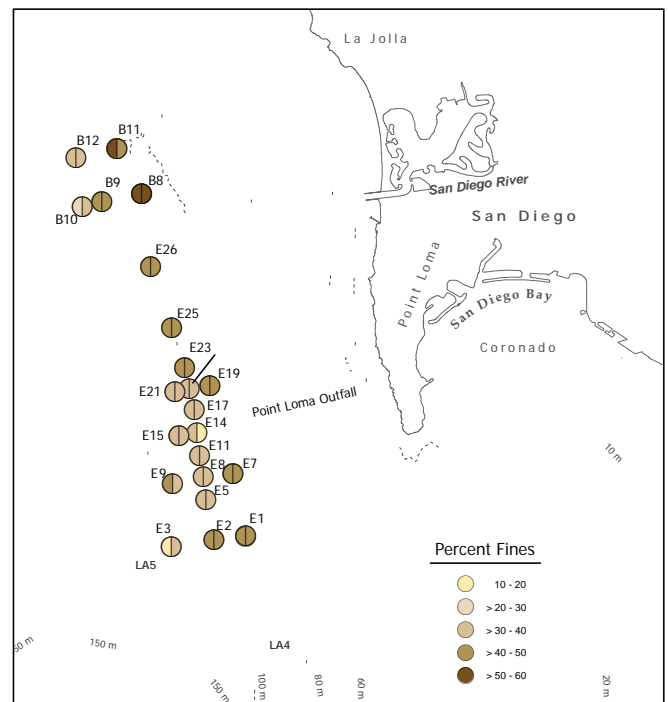 La Jolla
B12
B11
B9
B8
B10
San Diego River
San Diego
E26
Point Loma
San Diego Bay
E25
Coronado
E23
E21
E19
E17
Point Loma Outfall
E14
E15
E11
10 m
E9
E8
E7
E5
E3
E2
E1
LA5
Percent Fines
10 - 20
> 20 - 30
> 30 - 40
> 40 - 50
> 50 - 60
150 m
LA4
150 m
100 m
80 m
60 m
20 m